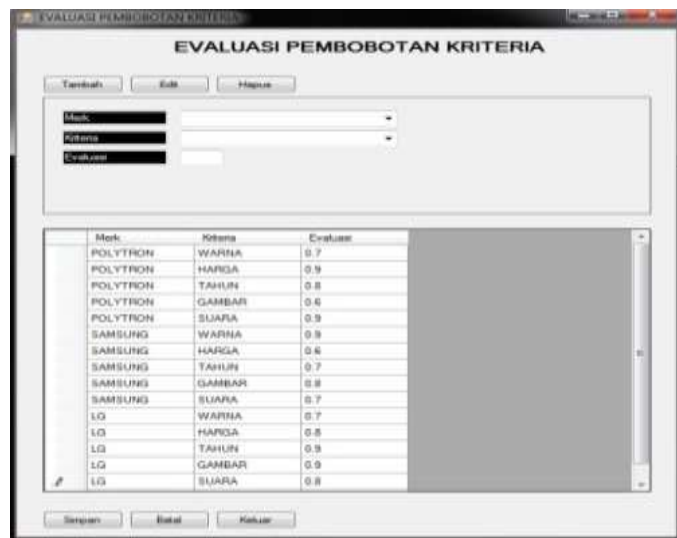 EVALUASI PEMBOBOTAN KRITERIA
EVALUASI PEMBOBOTAN KRITERIA
Tambah Edit Hapus
Merk
Kriteria
Evaluasi
Merk Kriteria Evaluasi
POLYTRON WARNA 0.7
POLYTRON HARGA 0.9
POLYTRON TAHUN 0.8
POLYTRON GAMBAR 0.6
POLYTRON SUARA 0.9
SAMSUNG WARNA 0.9
SAMSUNG HARGA 0.6
SAMSUNG TAHUN 0.7
SAMSUNG GAMBAR 0.8
SAMSUNG SUARA 0.7
LG WARNA 0.7
LG HARGA 0.8
LG TAHUN 0.9
LG GAMBAR 0.9
LG SUARA 0.8
Simpan Batal Keluar